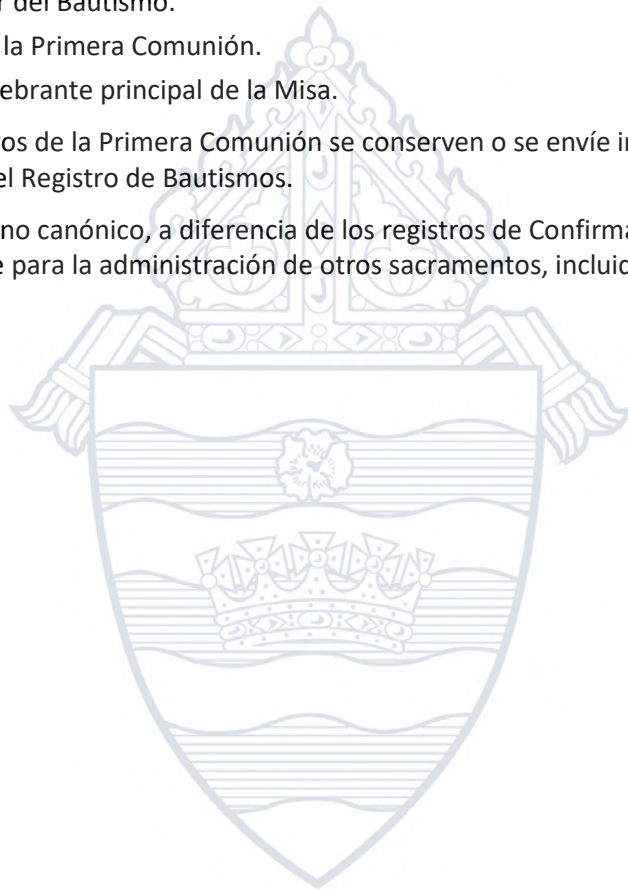 r del Bautismo.
la Primera Comunión.
ebrante principal de la Misa.
os de la Primera Comunión se conserven o se envíe i
el Registro de Bautismos.
no canónico, a diferencia de los registros de Confirma
e para la administración de otros sacramentos, incluid